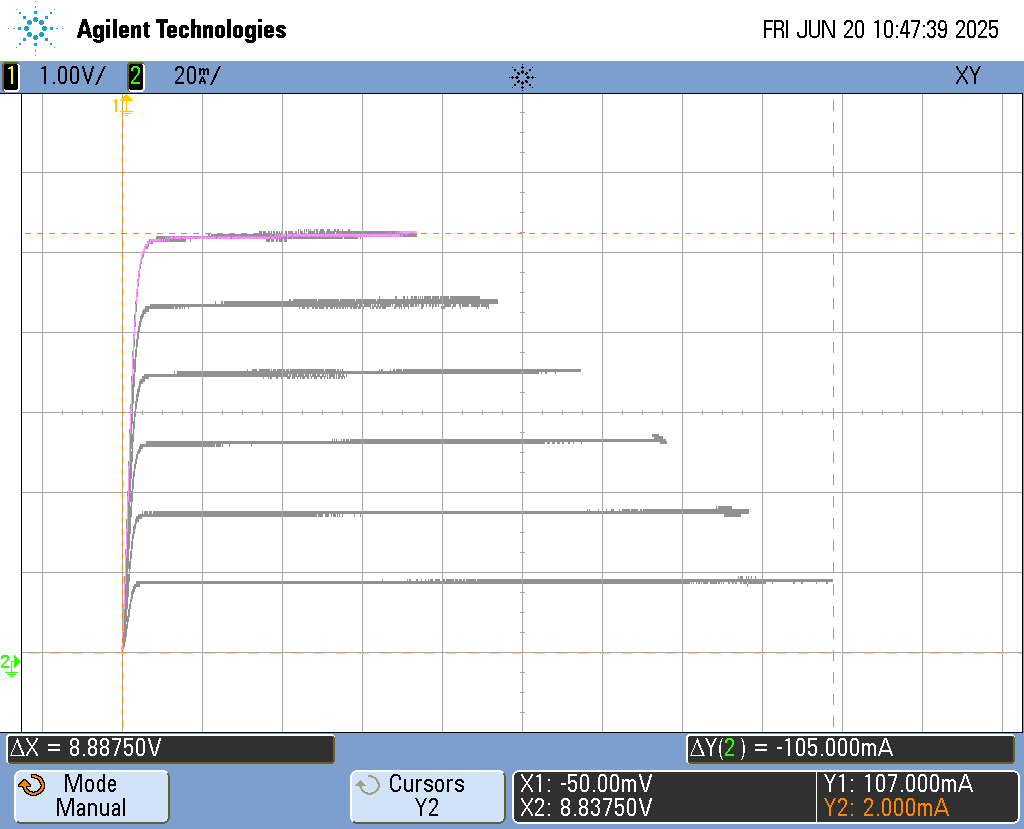 Agilent Technologies
FRI JUN 20 10:47:39 2025
1 1.00V/ 2 20mA/ XY
1
2
ΔX = 8.88750V
ΔY(2) = -105.000mA
Mode
Manual
Cursors
Y2
X1: -50.00mV
X2: 8.83750V
Y1: 107.000mA
Y2: 2.000mA